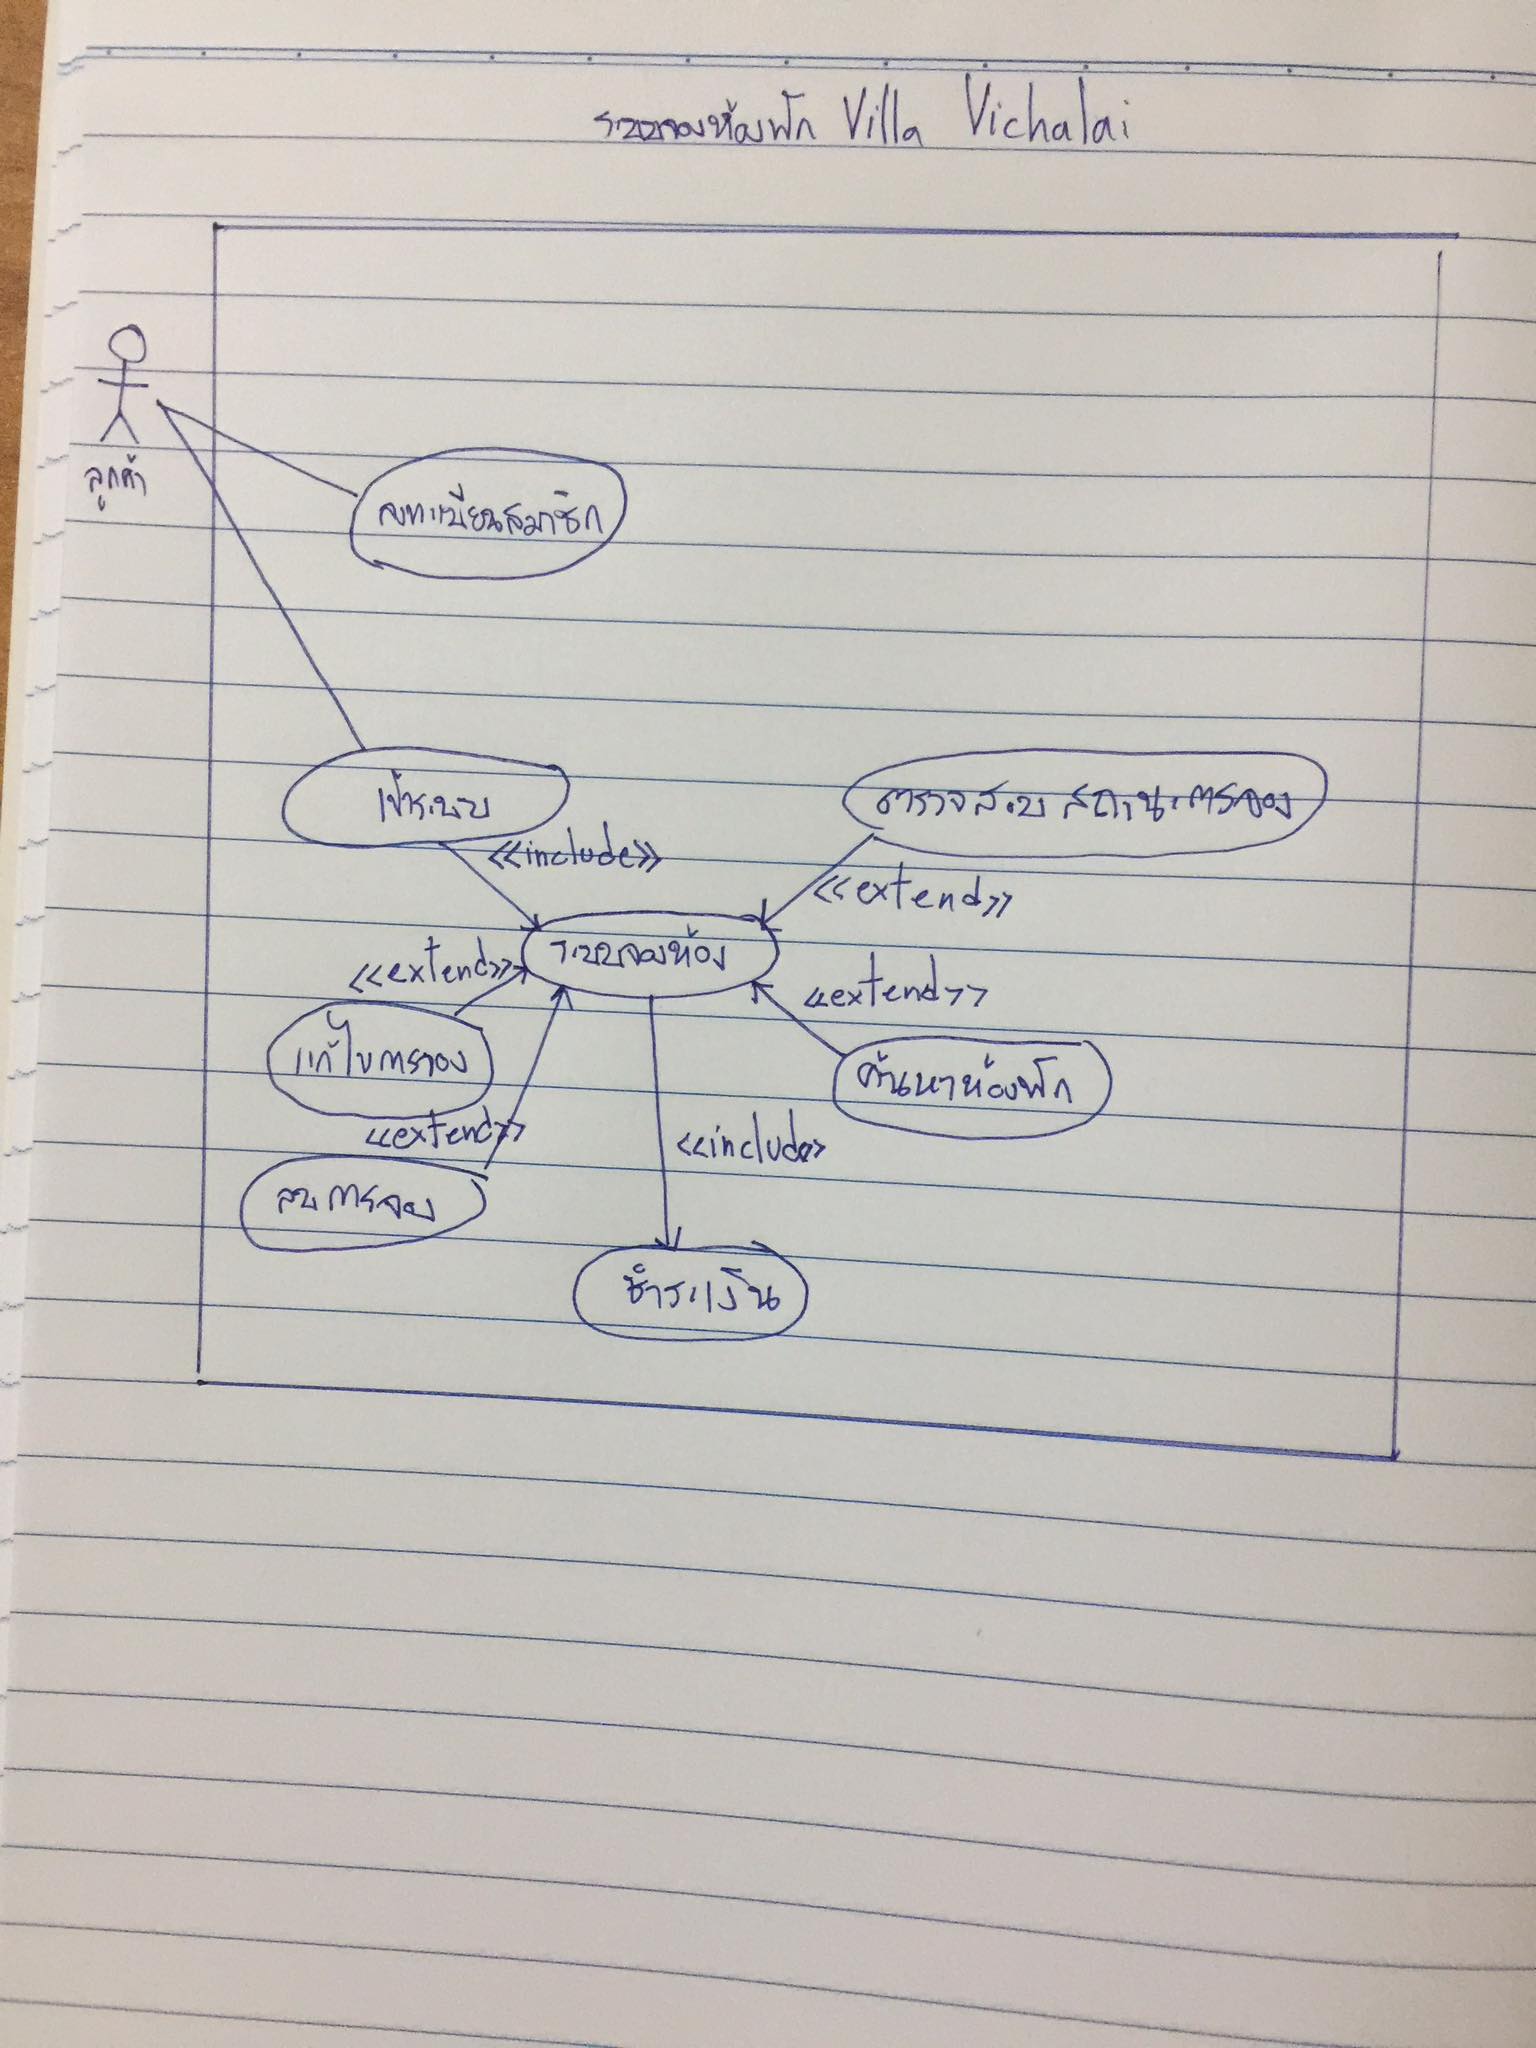 ระบบจองห้องพัก Villa Vichalai
ลูกค้า
ลงทะเบียนสมาชิก
เข้าระบบ
ตรวจสอบสถานะการจอง
<<include>>
<<extend>>
ระบบจองห้อง
<<extend>>
<<extend>>
แก้ไขการจอง
ค้นหาห้องพัก
<<extend>>
<<include>>
ลบการจอง
ชำระเงิน